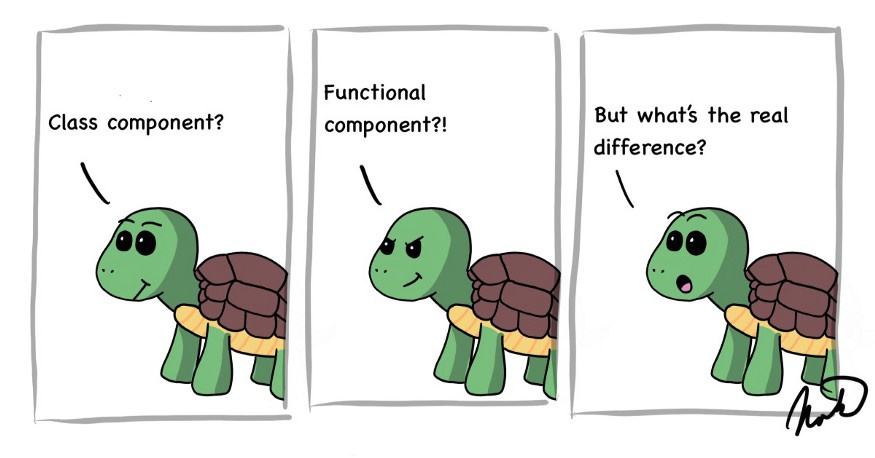 Class component?
Functional
component?!
But what's the real
difference?